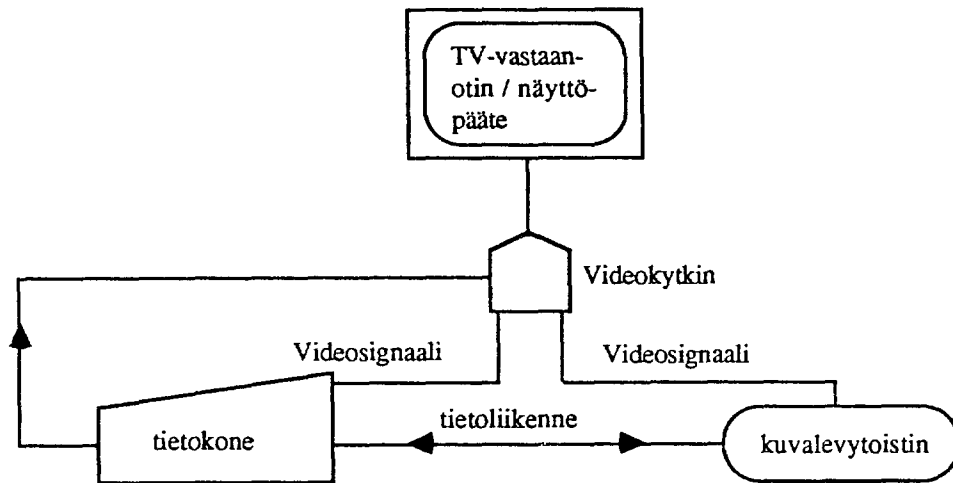 TV-vastaan-
otin / näyttö-
pääte
Videokytkin
Videosignaali
Videosignaali
tietoliikenne
tietokone
kuvalevytoistin